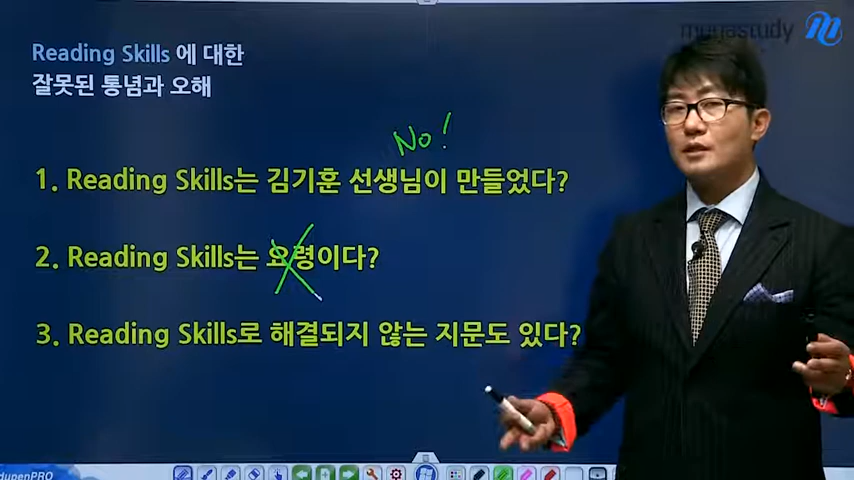 megastudy
Reading Skills 에 대한
잘못된 통념과 오해
No!
1. Reading Skills는 김기훈 선생님이 만들었다?
2. Reading Skills는 요령이다?
3. Reading Skills로 해결되지 않는 지문도 있다?
edupenPRO